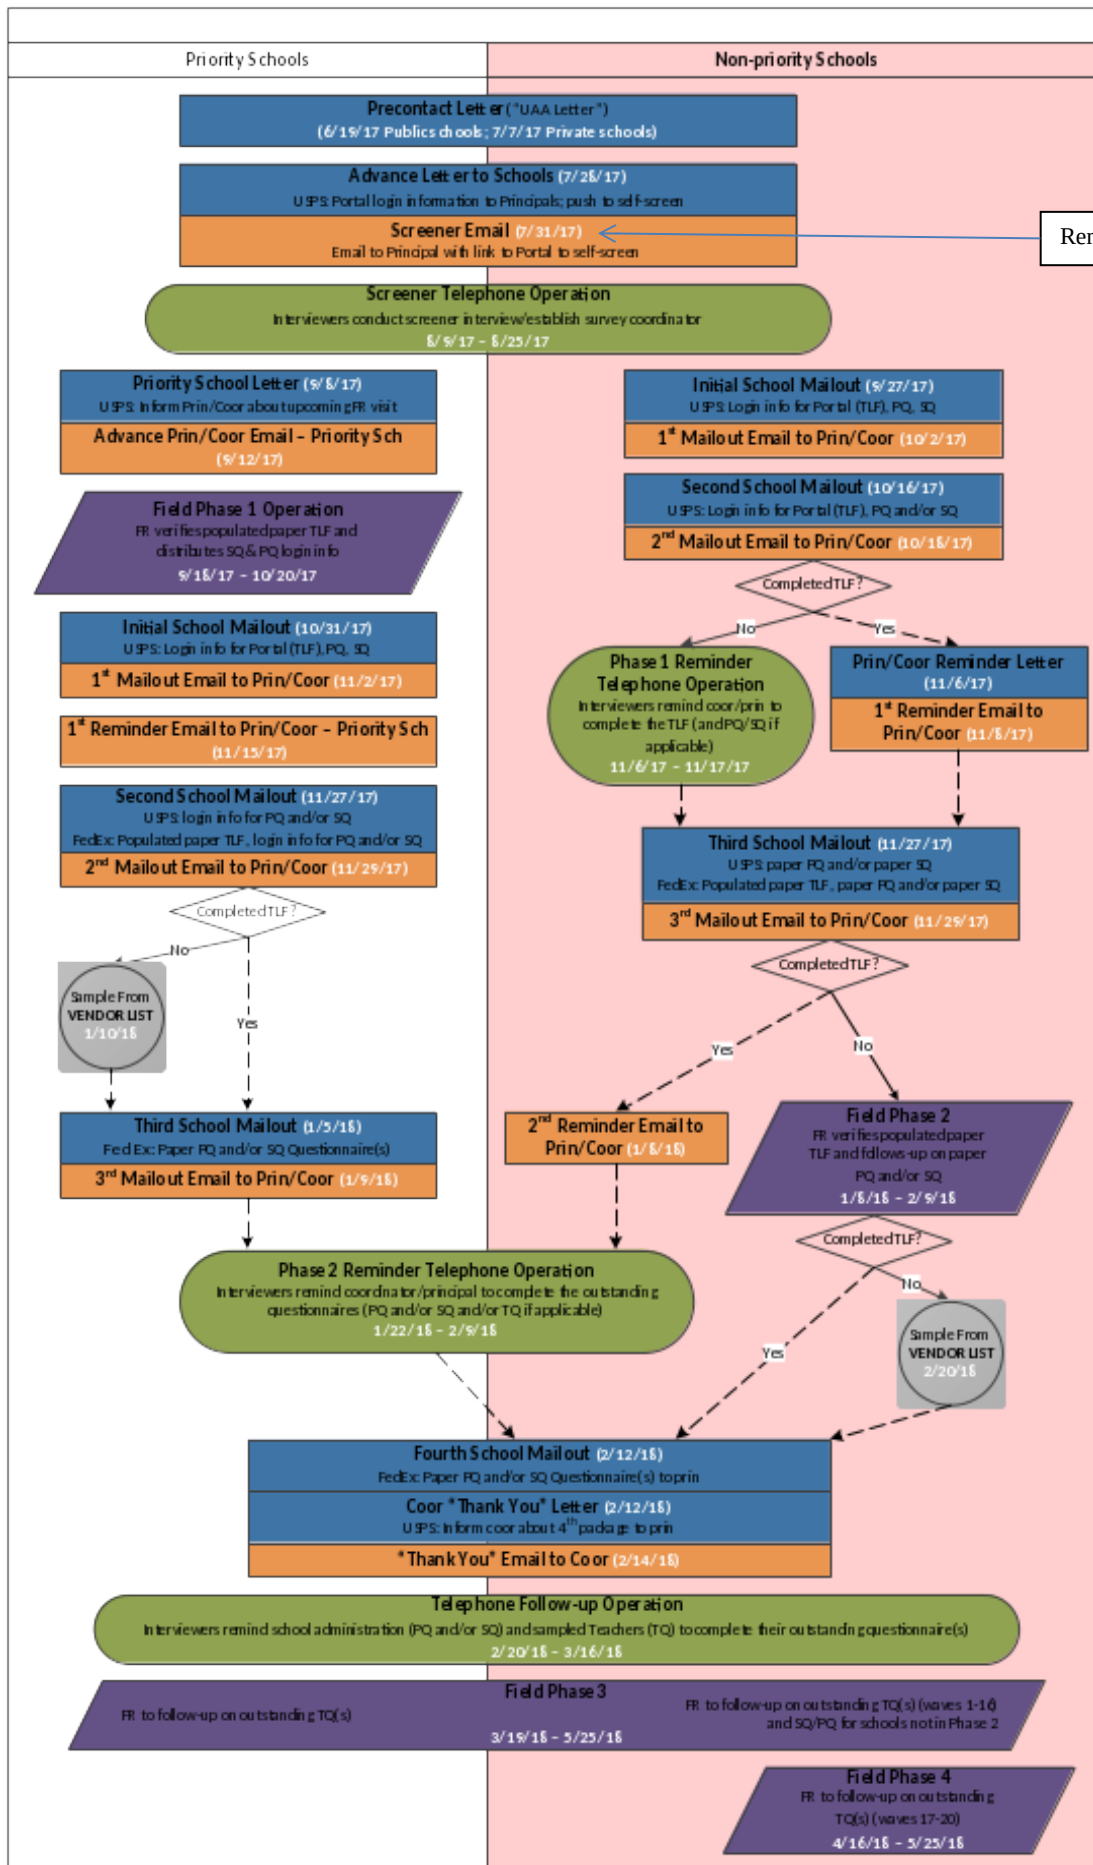 Priority Schools
Non-priority Schools
Precontact Letter ("UAA Letter")
(6/19/17 Public schools; 7/7/17 Private schools)
Advance Letter to Schools (7/28/17)
USPS: Portal login information to Principals; push to self-screen
Screener Email (7/31/17)
Email to Principal with link to Portal to self-screen
Rem
Screener Telephone Operation
Interviewers conduct screener interview/establish survey coordinator
8/9/17 – 8/25/17
Priority School Letter (9/8/17)
USPS: Inform Prin/Coor about upcoming FR visit
Advance Prin/Coor Email – Priority Sch
(9/12/17)
Field Phase 1 Operation
FR verifies populated paper TLF and
distributes SQ & PQ login info
9/18/17 – 10/20/17
Initial School Mailout (10/31/17)
USPS: Login info for Portal (TLF), PQ, SQ
1st Mailout Email to Prin/Coor (11/2/17)
1st Reminder Email to Prin/Coor – Priority Sch
(11/15/17)
Second School Mailout (11/27/17)
USPS: login info for PQ and/or SQ
FedEx: Populated paper TLF, login info for PQ and/or SQ
2nd Mailout Email to Prin/Coor (11/29/17)
Completed TLF?
No
Yes
Sample From
VENDOR LIST
1/10/18
Third School Mailout (1/5/18)
Fed Ex: Paper PQ and/or SQ Questionnaire(s)
3rd Mailout Email to Prin/Coor (1/9/18)
Initial School Mailout (9/27/17)
USPS: Login info for Portal (TLF), PQ, SQ
1st Mailout Email to Prin/Coor (10/2/17)
Second School Mailout (10/16/17)
USPS: Login info for Portal (TLF), PQ and/or SQ
2nd Mailout Email to Prin/Coor (10/18/17)
Completed TLF?
No
Yes
Phase 1 Reminder
Telephone Operation
Interviewers remind coor/prin to
complete the TLF (and PQ/SQ if
applicable)
11/6/17 – 11/17/17
Prin/Coor Reminder Letter
(11/6/17)
1st Reminder Email to
Prin/Coor (11/8/17)
Third School Mailout (11/27/17)
USPS: paper PQ and/or paper SQ
FedEx: Populated paper TLF, paper PQ and/or paper SQ
3rd Mailout Email to Prin/Coor (11/29/17)
Completed TLF?
Yes
No
2nd Reminder Email to
Prin/Coor (1/8/18)
Field Phase 2
FR verifies populated paper
TLF and follows-up on paper
PQ and/or SQ
1/8/18 – 2/9/18
Completed TLF?
No
Yes
Sample From
VENDOR LIST
2/20/18
Phase 2 Reminder Telephone Operation
Interviewers remind coordinator/principal to complete the outstanding
questionnaires (PQ and/or SQ and/or TQ if applicable)
1/22/18 – 2/9/18
Fourth School Mailout (2/12/18)
FedEx: Paper PQ and/or SQ Questionnaire(s) to prin
Coor *Thank You* Letter (2/12/18)
USPS: Inform coor about 4th package to prin
*Thank You* Email to Coor (2/14/18)
Telephone Follow-up Operation
Interviewers remind school administration (PQ and/or SQ) and sampled Teachers (TQ) to complete their outstanding questionnaire(s)
2/20/18 – 3/16/18
Field Phase 3
FR to follow-up on outstanding TQ(s)
FR to follow-up on outstanding TQ(s) (waves 1-16)
and SQ/PQ for schools not in Phase 2
3/19/18 – 5/25/18
Field Phase 4
FR to follow-up on outstanding
TQ(s) (waves 17-20)
4/16/18 – 5/25/18